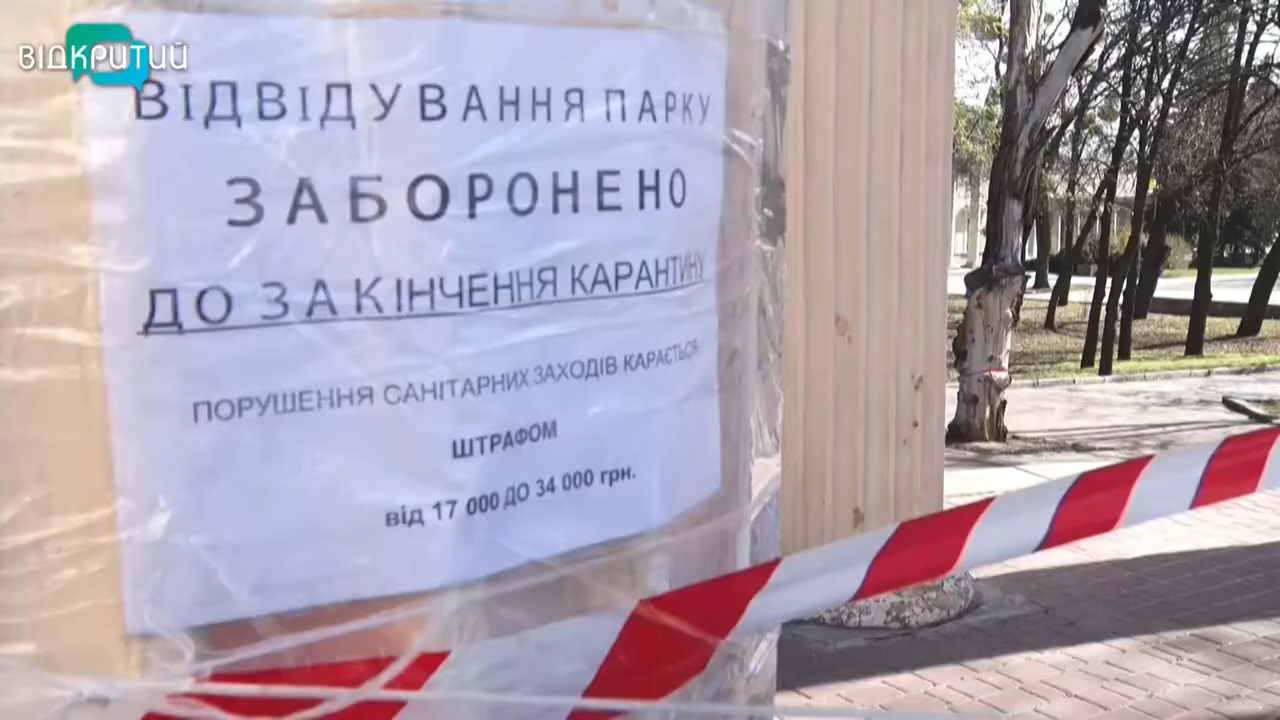 ВІДКРИТИЙ
ВІДВІДУВАННЯ ПАРКУ
ЗАБОРОНЕНО
ДО ЗАКІНЧЕННЯ КАРАНТИНУ
ПОРУШЕННЯ САНІТАРНИХ ЗАХОДІВ КАРАЄТЬСЯ
ШТРАФОМ
від 17 000 ДО 34 000 грн.